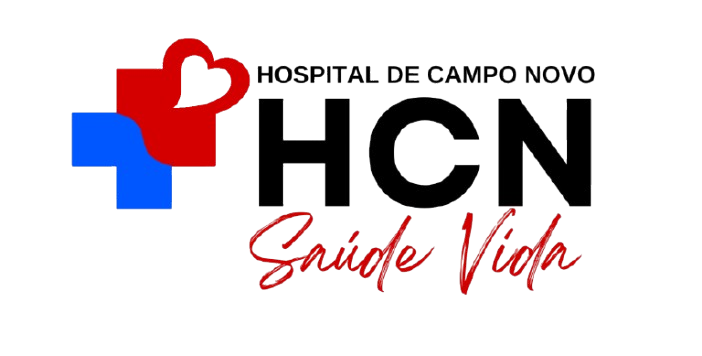 HOSPITAL DE CAMPO NOVO
HCN
Saúde Vida